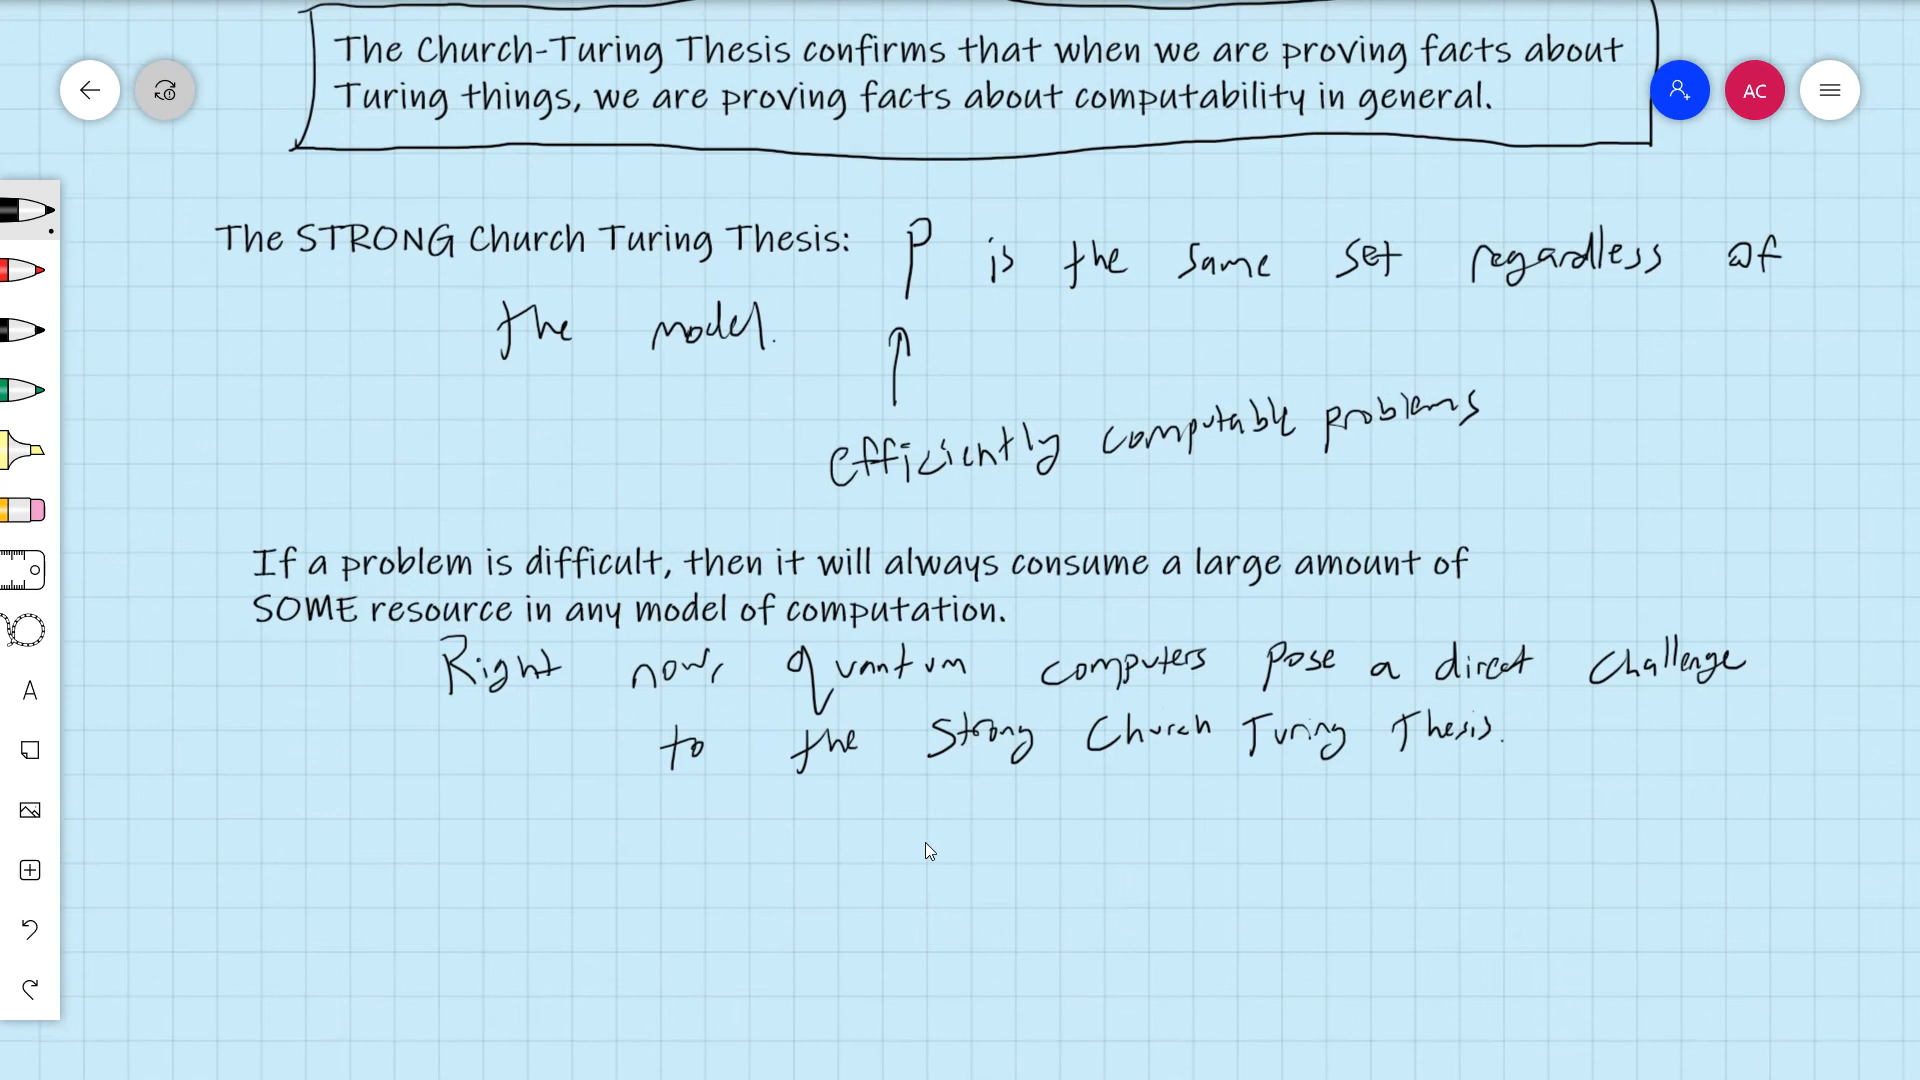 The Church-Turing Thesis confirms that when we are proving facts about
Turing things, we are proving facts about computability in general.
AC
The STRONG Church Turing Thesis: P is the same set regardless of
the model.
efficiently computable problems
If a problem is difficult, then it will always consume a large amount of
SOME resource in any model of computation.
Right now, quantum computers pose a direct challenge
to the Strong Church Turing Thesis.
A